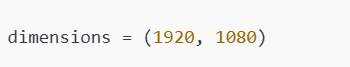 dimensions = (1920, 1080)